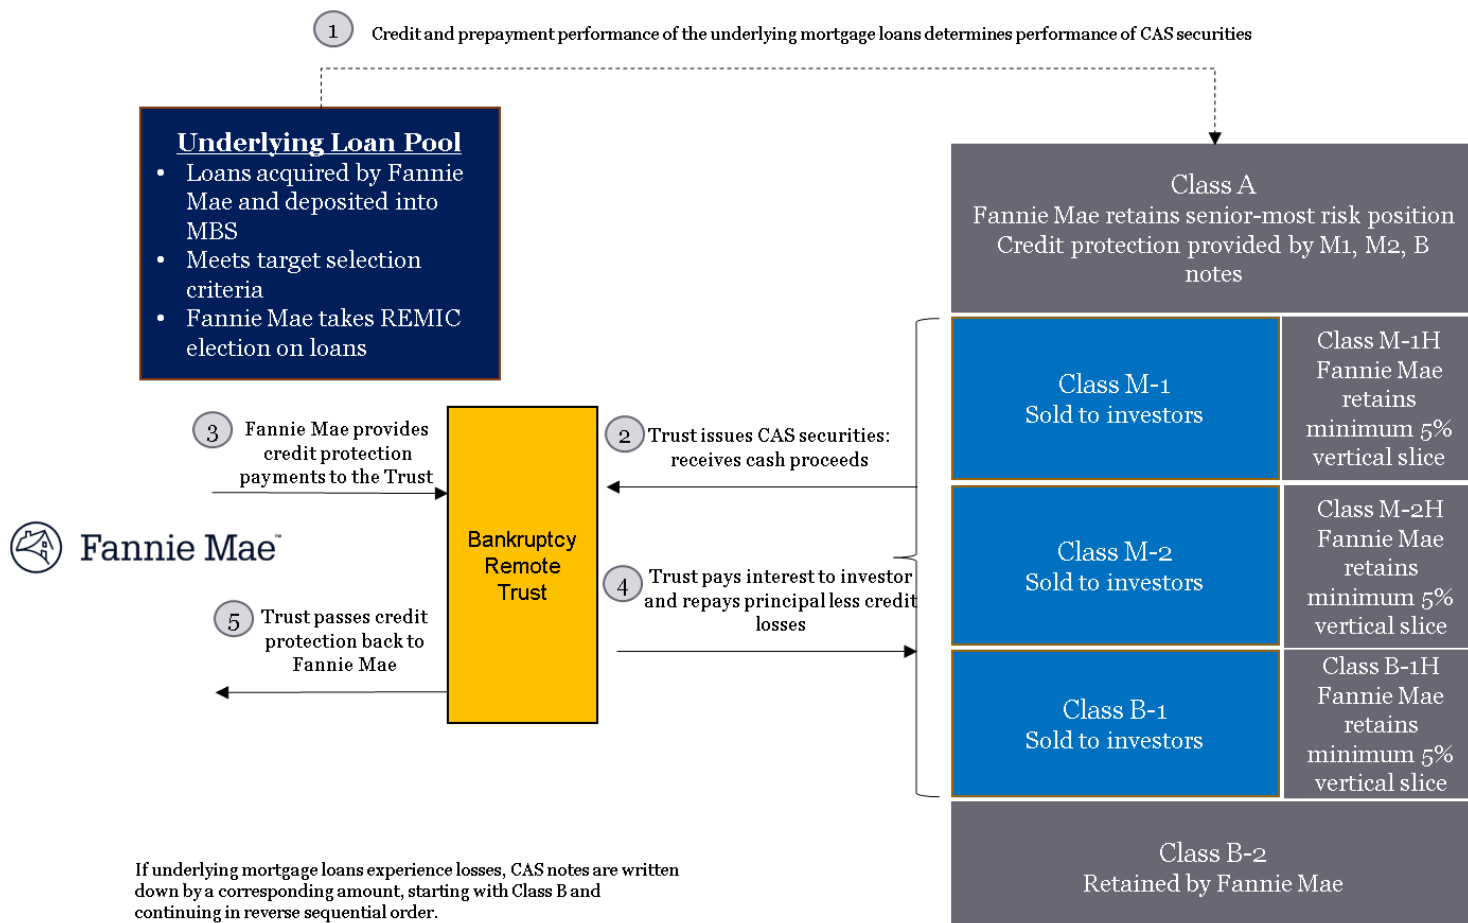 1
Credit and prepayment performance of the underlying mortgage loans determines performance of CAS securities
Underlying Loan Pool
• Loans acquired by Fannie
Mae and deposited into
MBS
• Meets target selection
criteria
• Fannie Mae takes REMIC
election on loans
Class A
Fannie Mae retains senior-most risk position
Credit protection provided by M1, M2, B
notes
Class M-1
Sold to investors
Class M-1H
Fannie Mae
retains
minimum 5%
vertical slice
3
Fannie Mae provides
credit protection
payments to the Trust
2
Trust issues CAS securities:
receives cash proceeds
Fannie Mae™
Bankruptcy
Remote
Trust
Class M-2
Sold to investors
Class M-2H
Fannie Mae
retains
minimum 5%
vertical slice
4
Trust pays interest to investor
and repays principal less credit
losses
5
Trust passes credit
protection back to
Fannie Mae
Class B-1
Sold to investors
Class B-1H
Fannie Mae
retains
minimum 5%
vertical slice
Class B-2
Retained by Fannie Mae
If underlying mortgage loans experience losses, CAS notes are written
down by a corresponding amount, starting with Class B and
continuing in reverse sequential order.